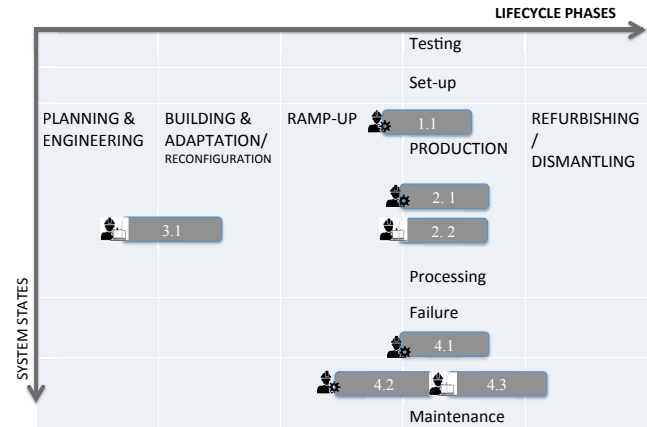 LIFECYCLE PHASES
Testing
Set-up
PLANNING &
ENGINEERING
BUILDING &
ADAPTATION/
RECONFIGURATION
RAMP-UP
1.1
PRODUCTION
REFURBISHING
/
DISMANTLING
2. 1
3.1
2. 2
Processing
Failure
4.1
4.2
4.3
Maintenance
SYSTEM STATES